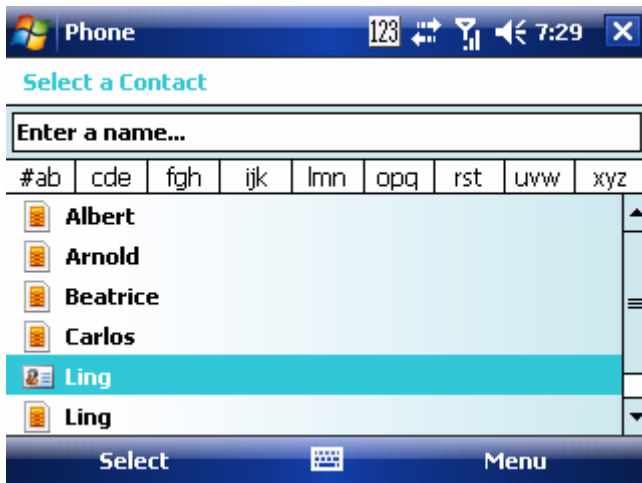 Phone 123 7:29
Select a Contact
Enter a name...
#ab cde fgh ijk lmn opq rst uvw xyz
Albert
Arnold
Beatrice
Carlos
Ling
Ling
Select Menu